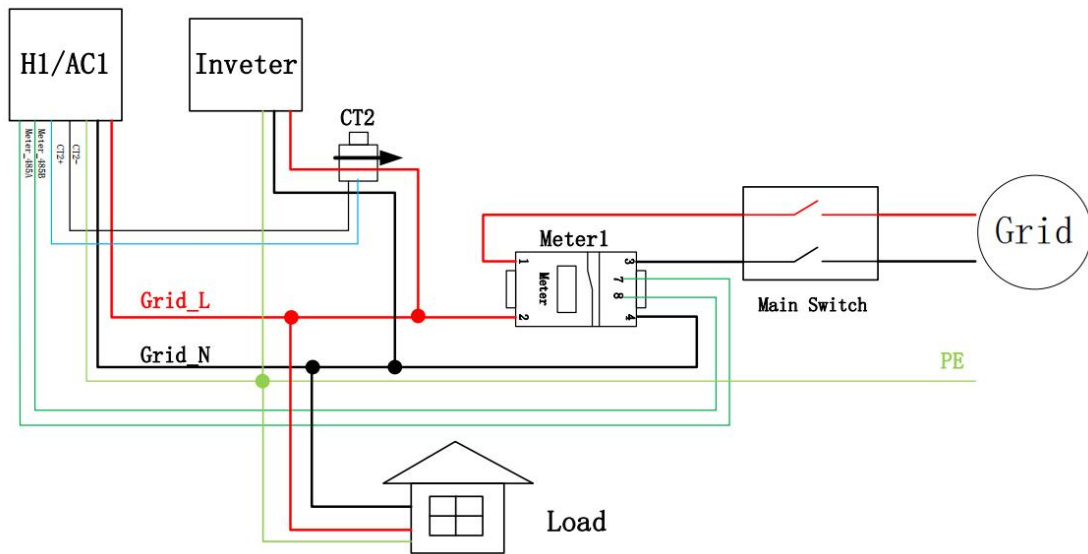 H1/AC1
Inveter
CT2
Meter_485A
Meter_485B
CT2+
CT2-
Meter1
1
2
Meter
3
7
8
4
Main Switch
Grid
Grid_L
Grid_N
PE
Load